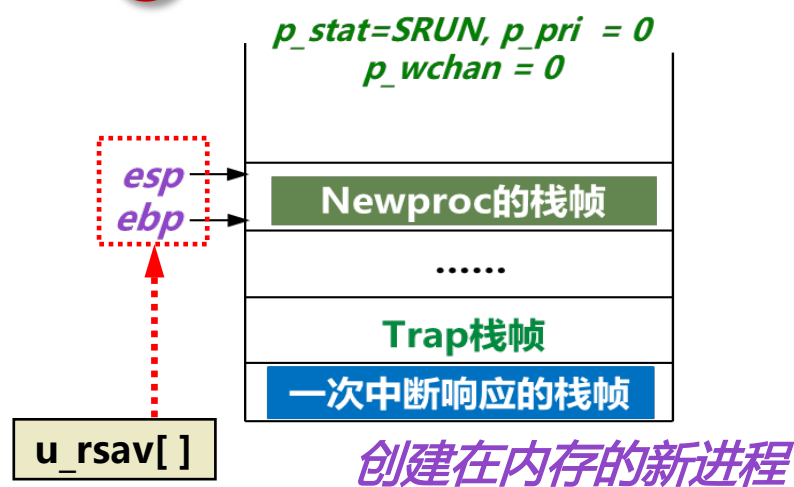 p_stat=SRUN, p_pri = 0
p_wchan = 0
esp
ebp
Newproc的栈帧
……
Trap栈帧
一次中断响应的栈帧
u_rsav[ ]
创建在内存的新进程